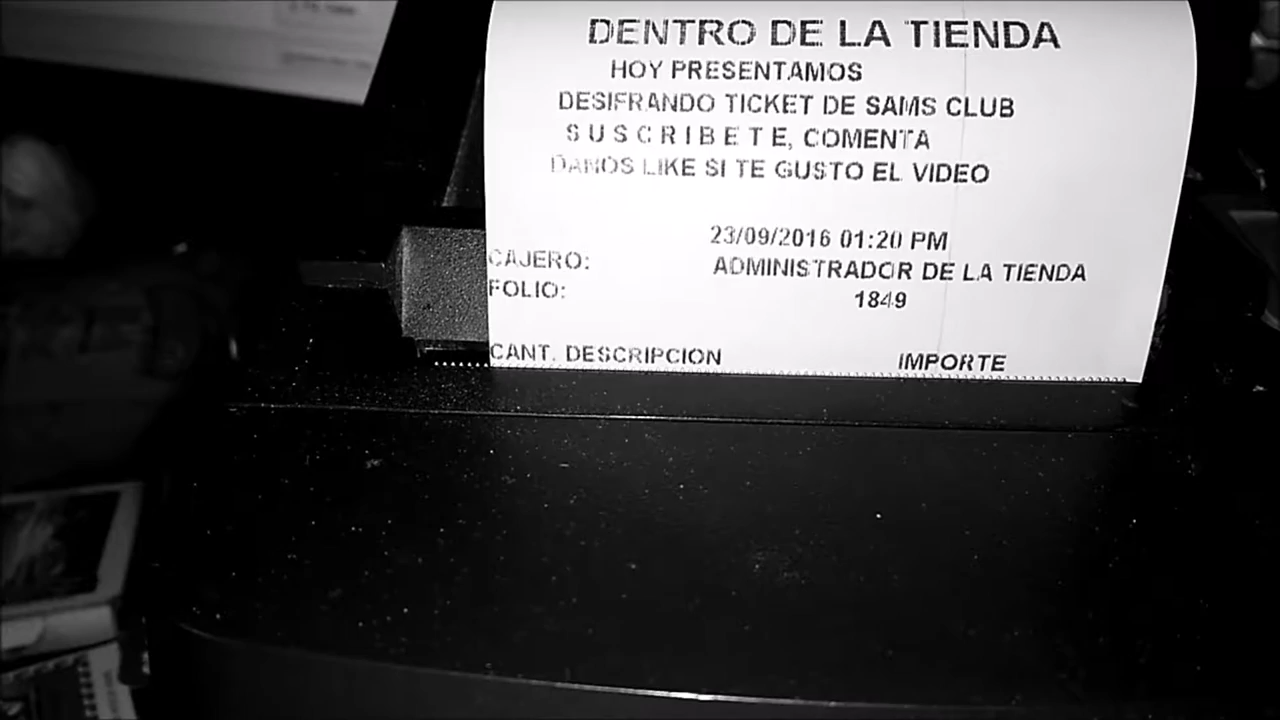 DENTRO DE LA TIENDA
HOY PRESENTAMOS
DESIFRANDO TICKET DE SAMS CLUB
S U S C R I B E T E, COMENTA
DANOS LIKE SI TE GUSTO EL VIDEO
23/09/2016 01:20 PM
CAJERO: ADMINISTRADOR DE LA TIENDA
FOLIO: 1849
CANT. DESCRIPCION IMPORTE